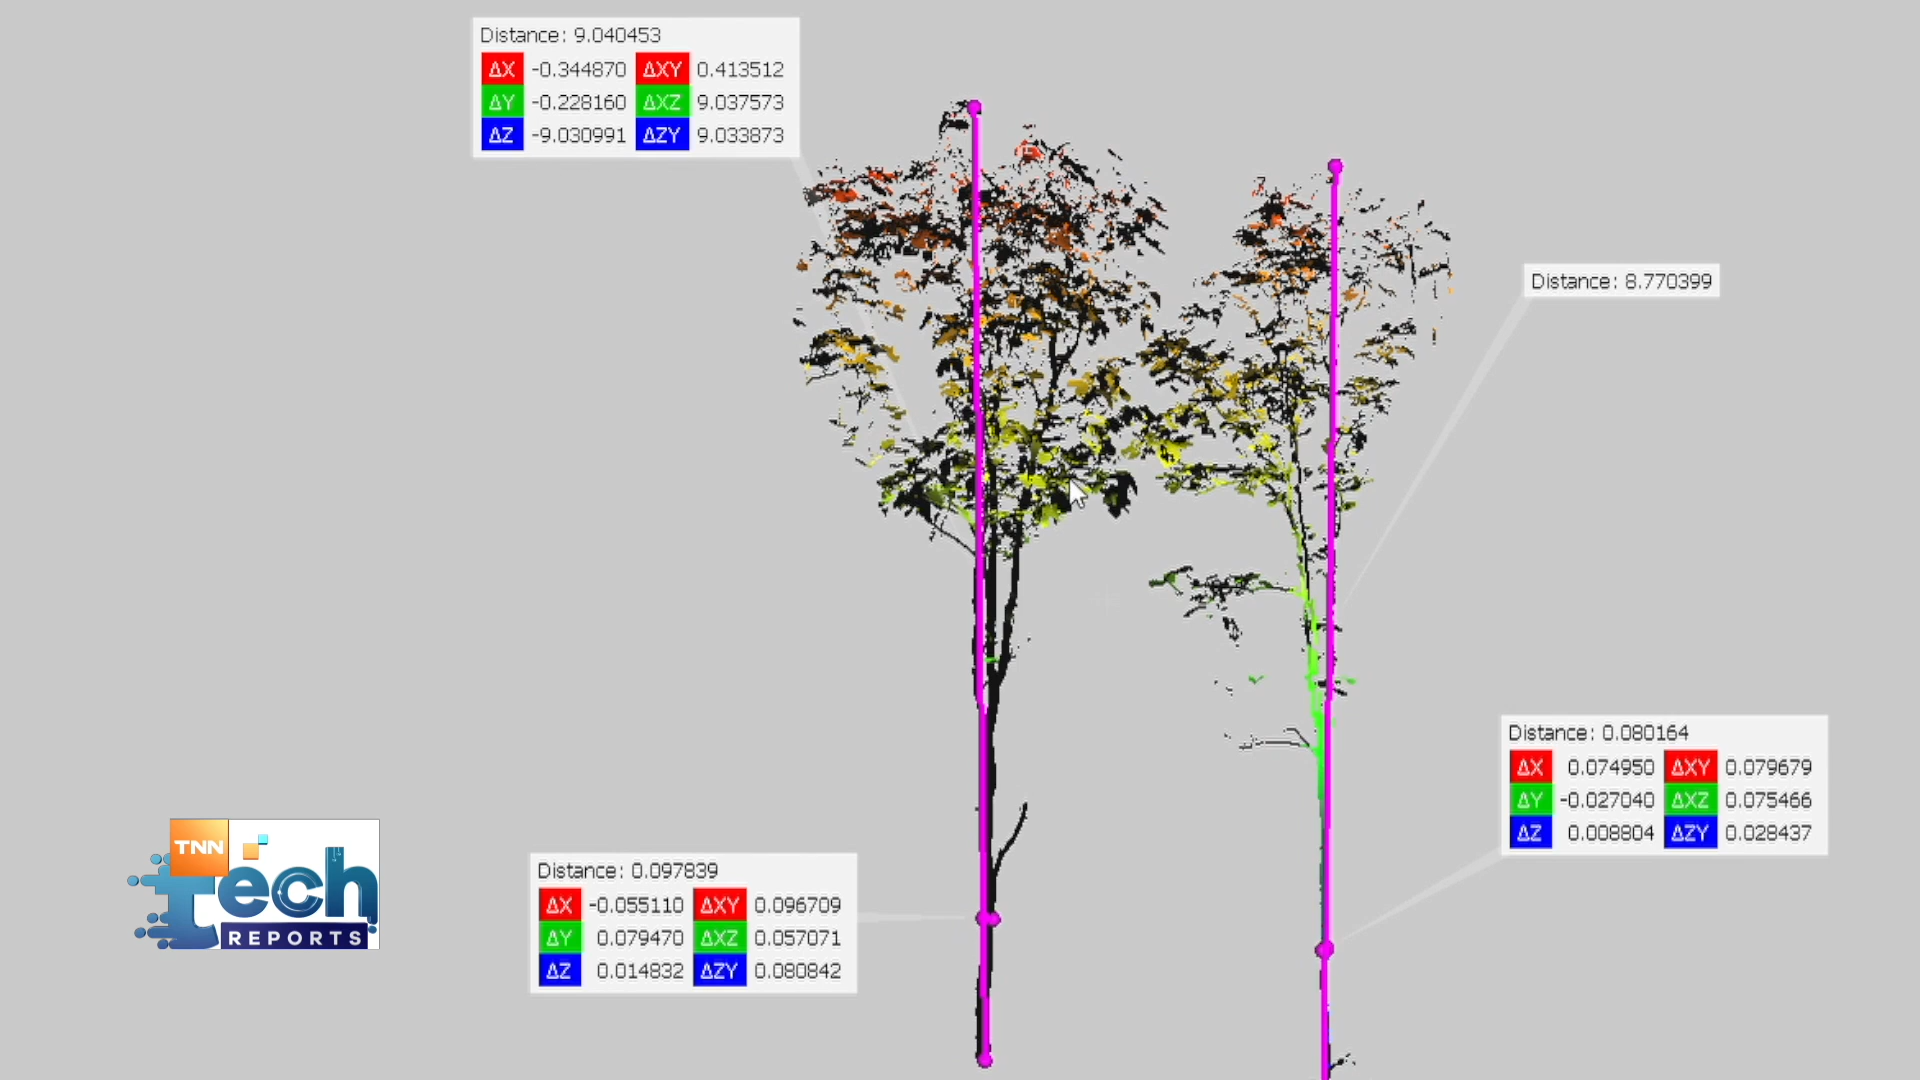 Distance: 9.040453
ΔX -0.344870 ΔXY 0.413512
ΔY -0.228160 ΔXZ 9.037573
ΔZ -9.030991 ΔZY 9.033873
Distance: 8.770399
Distance: 0.080164
ΔX 0.074950 ΔXY 0.079679
ΔY -0.027040 ΔXZ 0.075466
ΔZ 0.008804 ΔZY 0.028437
Distance: 0.097839
ΔX -0.055110 ΔXY 0.096709
ΔY 0.079470 ΔXZ 0.057071
ΔZ 0.014832 ΔZY 0.080842
TNN
Tech
REPORTS